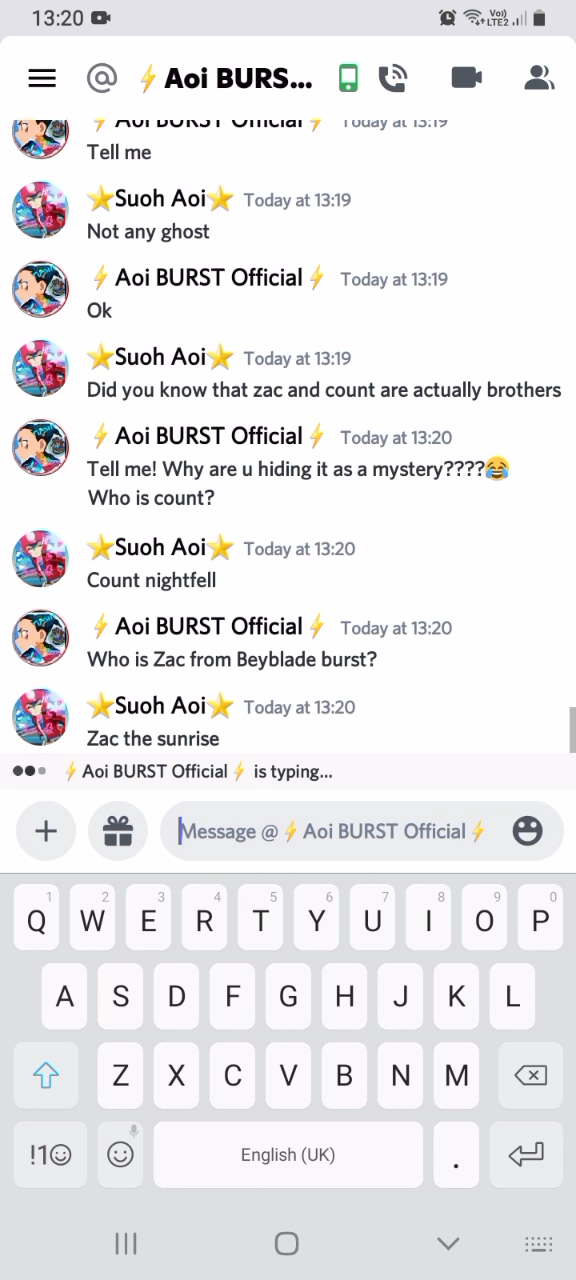 13:20
Vo)) LTE2
⚡Aoi BURS...
⚡Aoi BURST Official⚡ Today at 13:19
Tell me
⭐Suoh Aoi⭐ Today at 13:19
Not any ghost
⚡Aoi BURST Official⚡ Today at 13:19
Ok
⭐Suoh Aoi⭐ Today at 13:19
Did you know that zac and count are actually brothers
⚡Aoi BURST Official⚡ Today at 13:20
Tell me! Why are u hiding it as a mystery????😂
Who is count?
⭐Suoh Aoi⭐ Today at 13:20
Count nightfell
⚡Aoi BURST Official⚡ Today at 13:20
Who is Zac from Beyblade burst?
⭐Suoh Aoi⭐ Today at 13:20
Zac the sunrise
⚡Aoi BURST Official⚡ is typing...
Message @⚡Aoi BURST Official⚡
1 2 3 4 5 6 7 8 9 0
Q W E R T Y U I O P
A S D F G H J K L
Z X C V B N M
!1☺ English (UK) .